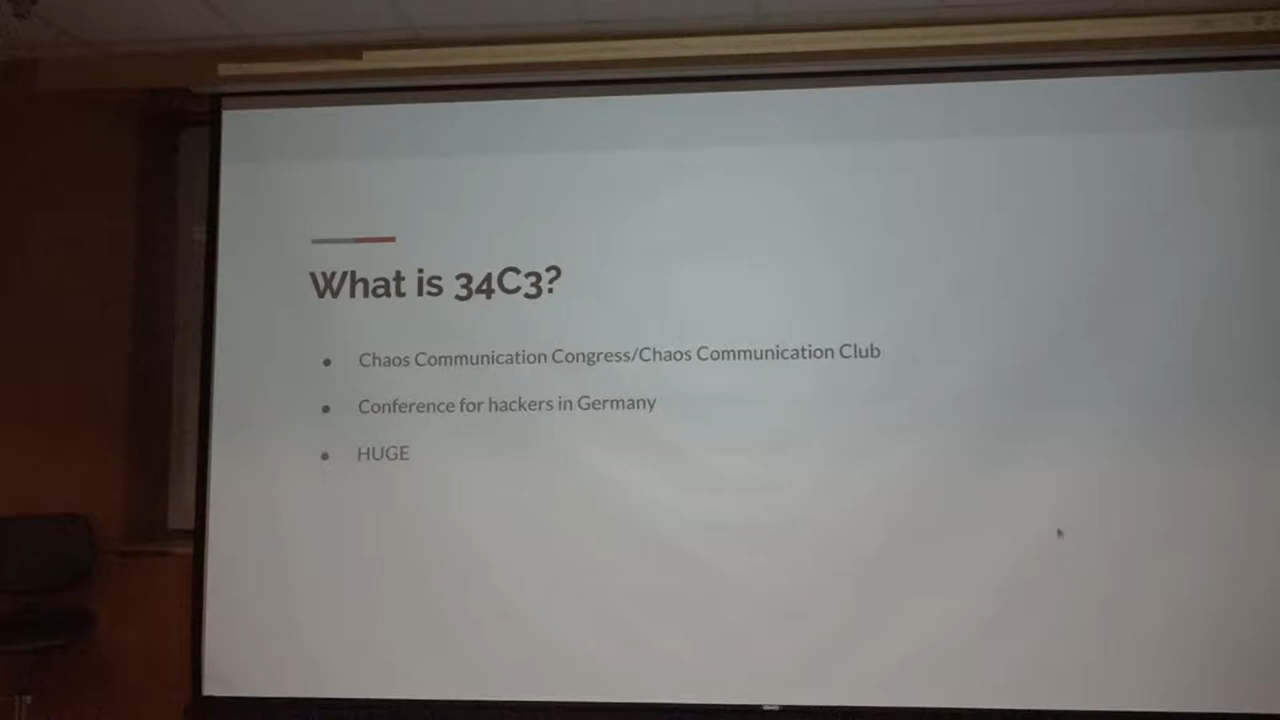 What is 34C3?
Chaos Communication Congress/Chaos Communication Club
Conference for hackers in Germany
HUGE